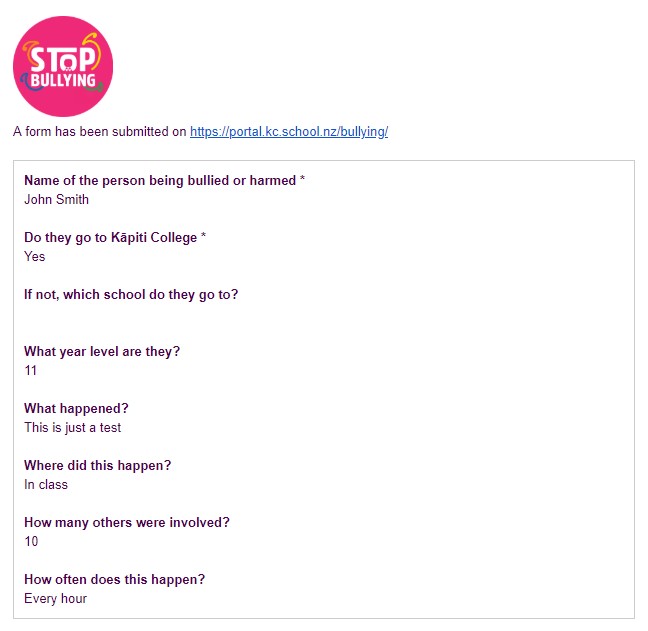 STOP
BULLYING
A form has been submitted on https://portal.kc.school.nz/bullying/
Name of the person being bullied or harmed *
John Smith
Do they go to Kāpiti College *
Yes
If not, which school do they go to?
What year level are they?
11
What happened?
This is just a test
Where did this happen?
In class
How many others were involved?
10
How often does this happen?
Every hour